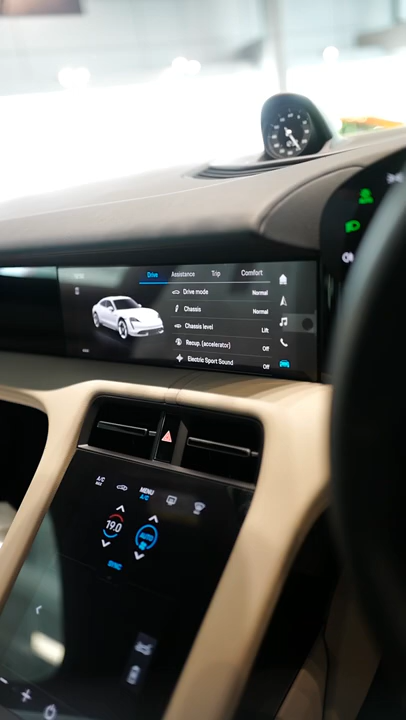 Drive Assistance Trip Comfort
Drive mode Normal
Chassis Normal
Chassis level Lift
Recup. (accelerator) Off
Electric Sport Sound Off
A/C MENU
A/C
19.0 AUTO
SYNC